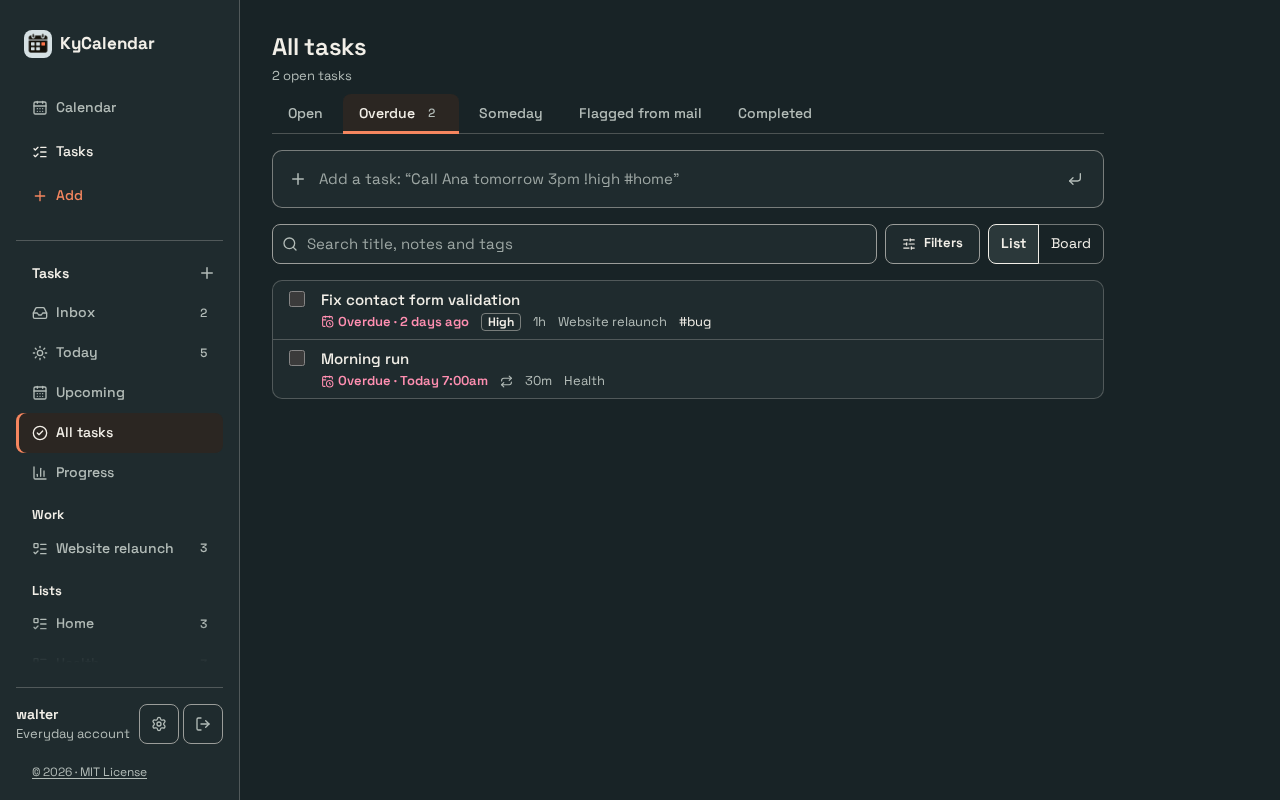 KyCalendar
Calendar
Tasks
Add
Tasks
Inbox 2
Today 5
Upcoming
All tasks
Progress
Work
Website relaunch 3
Lists
Home 3
walter
Everyday account
© 2026 · MIT License
All tasks
2 open tasks
Open Overdue 2 Someday Flagged from mail Completed
Add a task: “Call Ana tomorrow 3pm !high #home”
Search title, notes and tags Filters List Board
Fix contact form validation
Overdue · 2 days ago High 1h Website relaunch #bug
Morning run
Overdue · Today 7:00am 30m Health